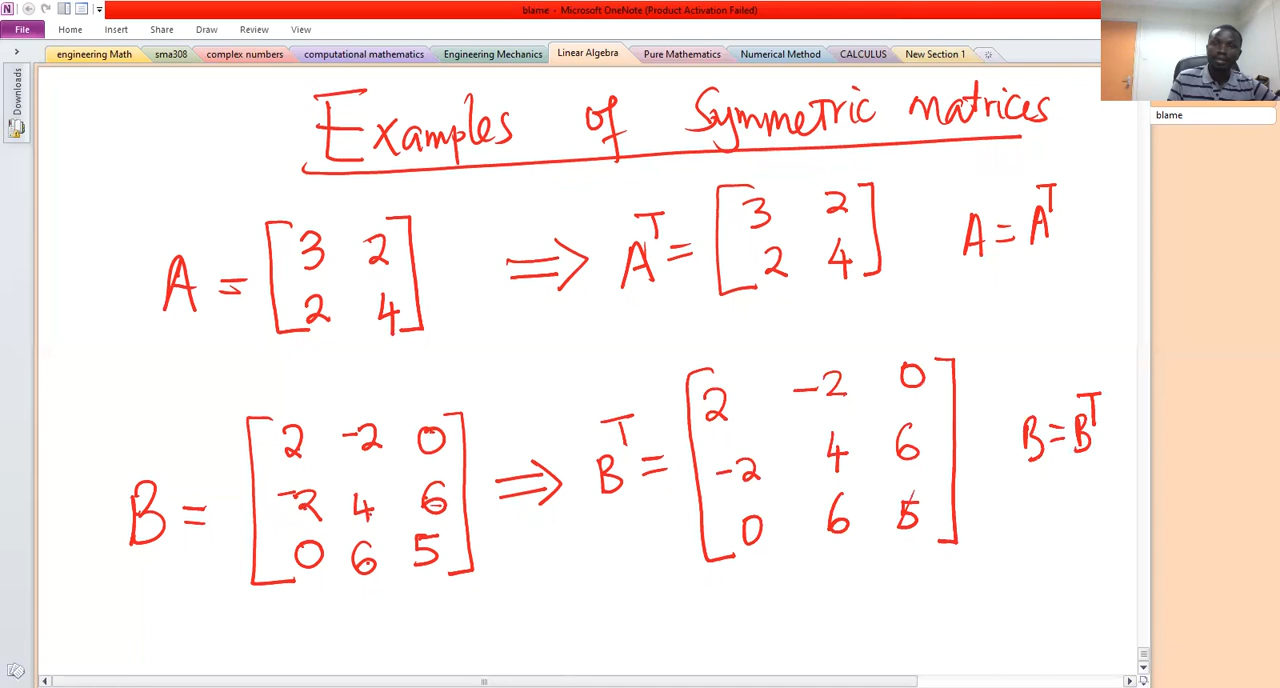 blame - Microsoft OneNote (Product Activation Failed)
File Home Insert Share Draw Review View
engineering Math sma308 complex numbers computational mathematics Engineering Mechanics Linear Algebra Pure Mathematics Numerical Method CALCULUS New Section 1
Downloads
blame
Examples of Symmetric matrices
A = [3 2 ⟹ Aᵀ = [3 2 A = Aᵀ
2 4] 2 4]
B = [2 -2 0 ⟹ Bᵀ = [2 -2 0 B = Bᵀ
-2 4 6 -2 4 6
0 6 5] 0 6 5]